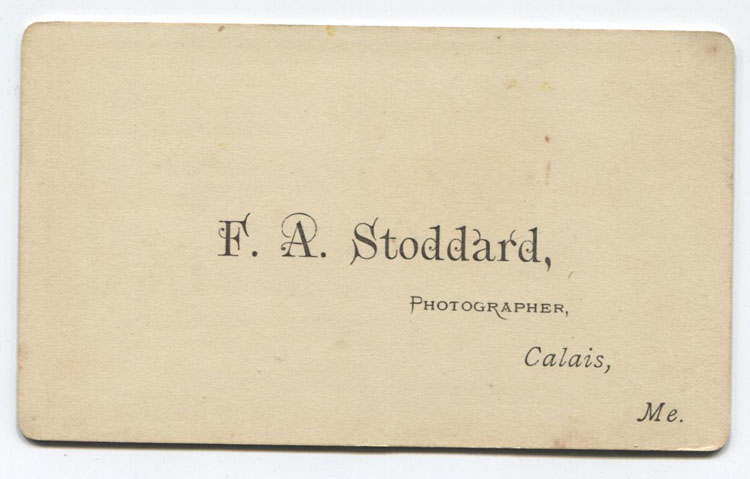 F. A. Stoddard,
Photographer,
Calais,
Me.